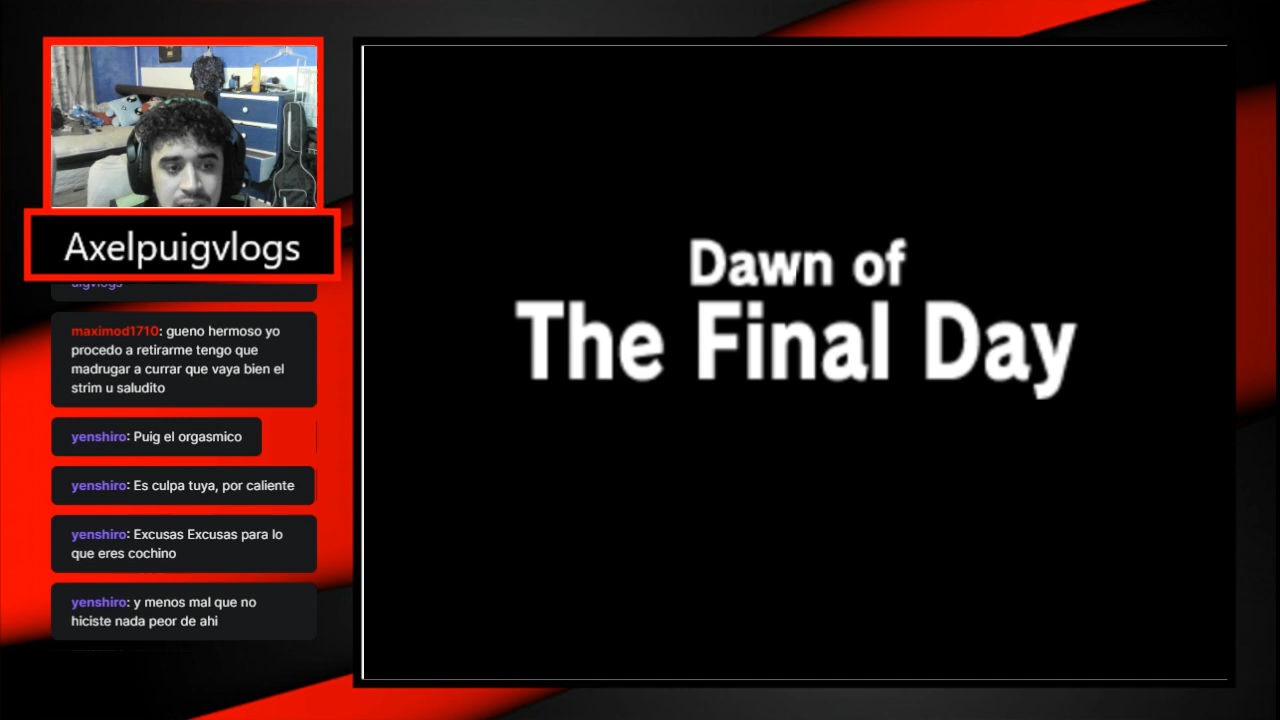 Axelpuigvlogs
uigvlogs
maximod1710: gueno hermoso yo
procedo a retirarme tengo que
madrugar a currar que vaya bien el
strim u saludito
yenshiro: Puig el orgasmico
yenshiro: Es culpa tuya, por caliente
yenshiro: Excusas Excusas para lo
que eres cochino
yenshiro: y menos mal que no
hiciste nada peor de ahi
Dawn of
The Final Day